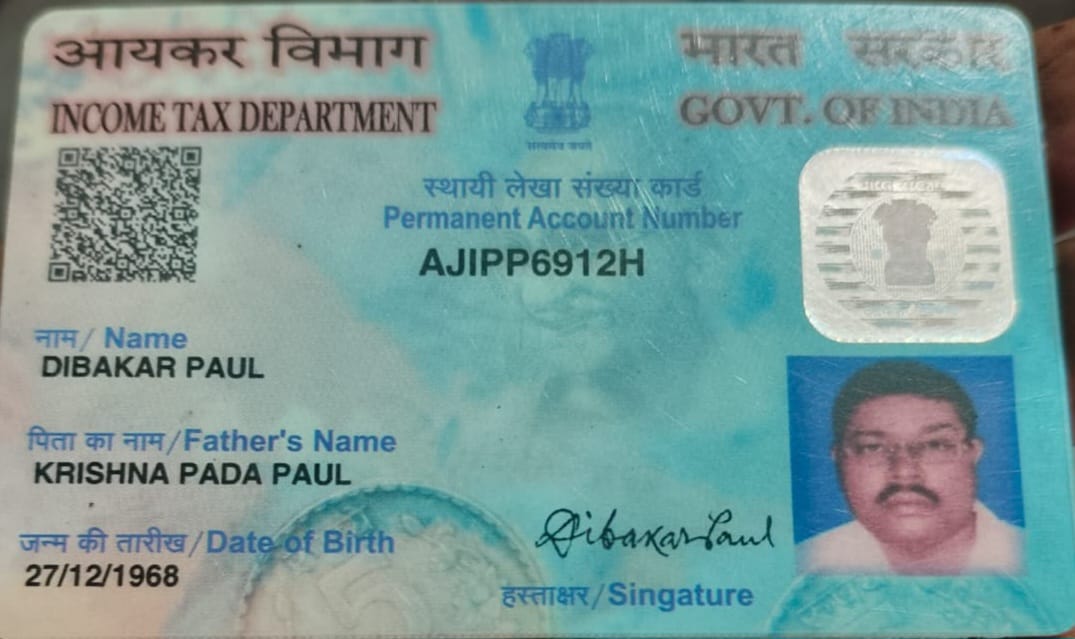 आयकर विभाग
INCOME TAX DEPARTMENT
भारत सरकार
GOVT. OF INDIA
सत्यमेव जयते
स्थायी लेखा संख्या कार्ड
Permanent Account Number
AJIPP6912H
नाम/ Name
DIBAKAR PAUL
पिता का नाम/Father's Name
KRISHNA PADA PAUL
जन्म की तारीख/Date of Birth
27/12/1968
Dibakar Paul
हस्ताक्षर/Singature